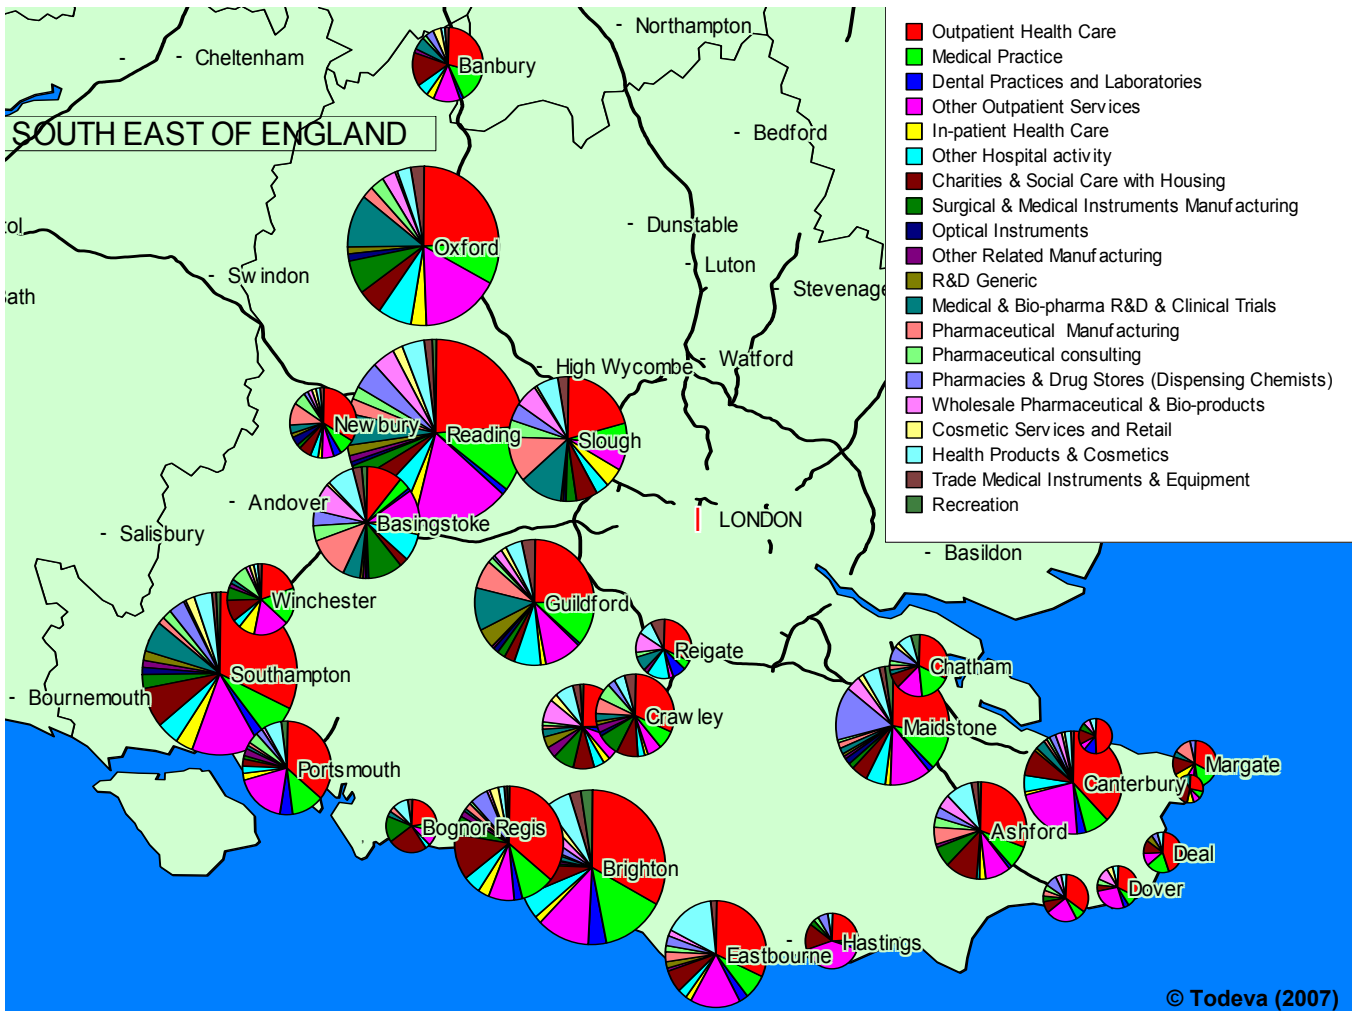 Northampton
Cheltenham
Banbury
SOUTH EAST OF ENGLAND
Bedford
Oxford
Dunstable
Luton
Swindon
Stevenage
ath
High Wycombe
Watford
Newbury
Reading
Slough
Andover
Basingstoke
LONDON
Salisbury
Basildon
Winchester
Guildford
Reigate
Chatham
Southampton
Bournemouth
Crawley
Maidstone
Portsmouth
Margate
Canterbury
Bognor Regis
Ashford
Deal
Brighton
Dover
Hastings
Eastbourne
Outpatient Health Care
Medical Practice
Dental Practices and Laboratories
Other Outpatient Services
In-patient Health Care
Other Hospital activity
Charities & Social Care with Housing
Surgical & Medical Instruments Manufacturing
Optical Instruments
Other Related Manufacturing
R&D Generic
Medical & Bio-pharma R&D & Clinical Trials
Pharmaceutical Manufacturing
Pharmaceutical consulting
Pharmacies & Drug Stores (Dispensing Chemists)
Wholesale Pharmaceutical & Bio-products
Cosmetic Services and Retail
Health Products & Cosmetics
Trade Medical Instruments & Equipment
Recreation
© Todeva (2007)